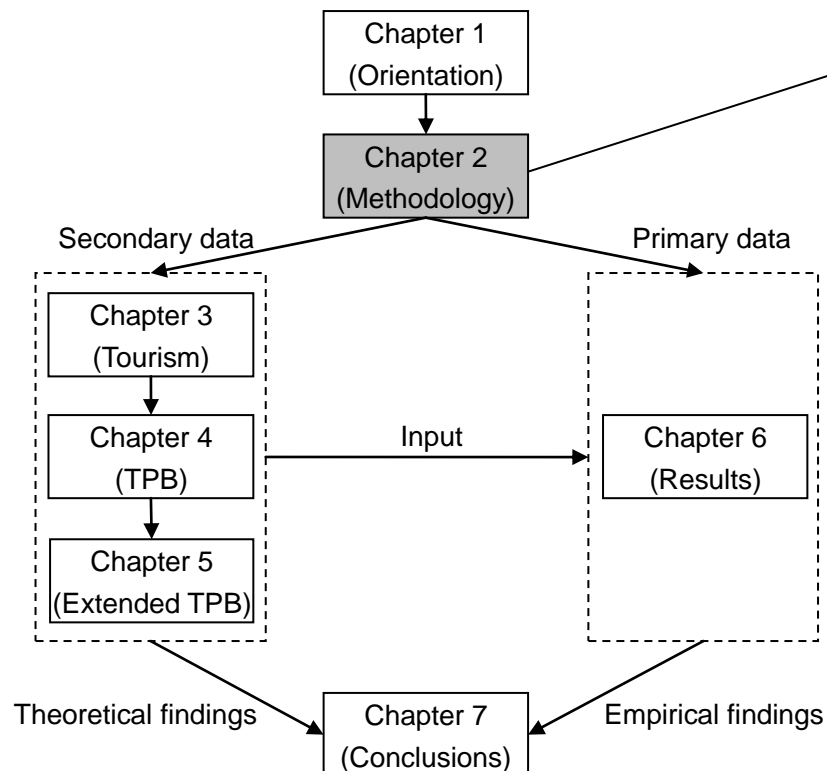 Chapter 1
(Orientation)
Chapter 2
(Methodology)
Secondary data
Primary data
Chapter 3
(Tourism)
Chapter 4
(TPB)
Input
Chapter 6
(Results)
Chapter 5
(Extended TPB)
Theoretical findings
Chapter 7
(Conclusions)
Empirical findings